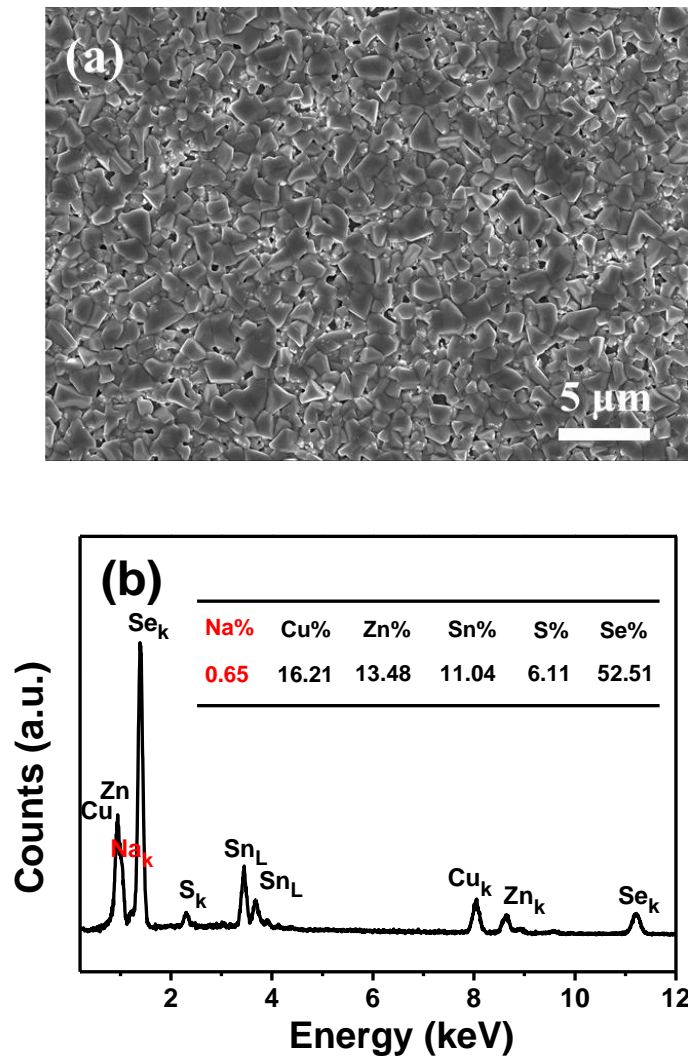 (a)
5 μm
(b)
Se_k
Na% Cu% Zn% Sn% S% Se%
0.65 16.21 13.48 11.04 6.11 52.51
Zn
Cu
Na_k
Sn_L
Sn_L
S_k
Cu_k
Zn_k
Se_k
Counts (a.u.)
2 4 6 8 10 12
Energy (keV)